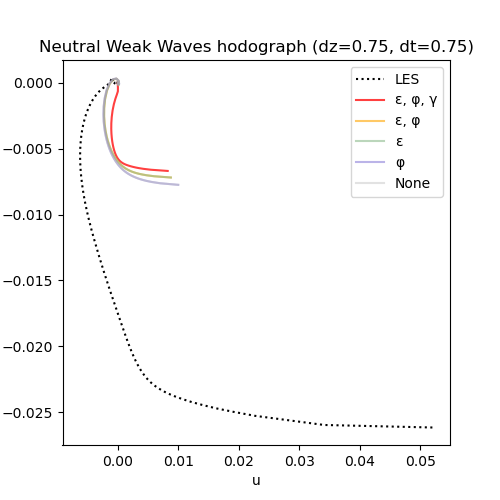 Neutral Weak Waves hodograph (dz=0.75, dt=0.75)
LES
ε, φ, γ
ε, φ
ε
φ
None
0.000
−0.005
−0.010
−0.015
−0.020
−0.025
0.00 0.01 0.02 0.03 0.04 0.05
u